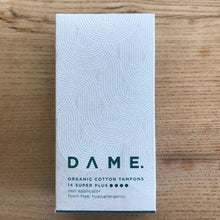 DAME.
ORGANIC COTTON TAMPONS
14 SUPER PLUS ●●●●
non applicator
toxin free. hypoallergenic.